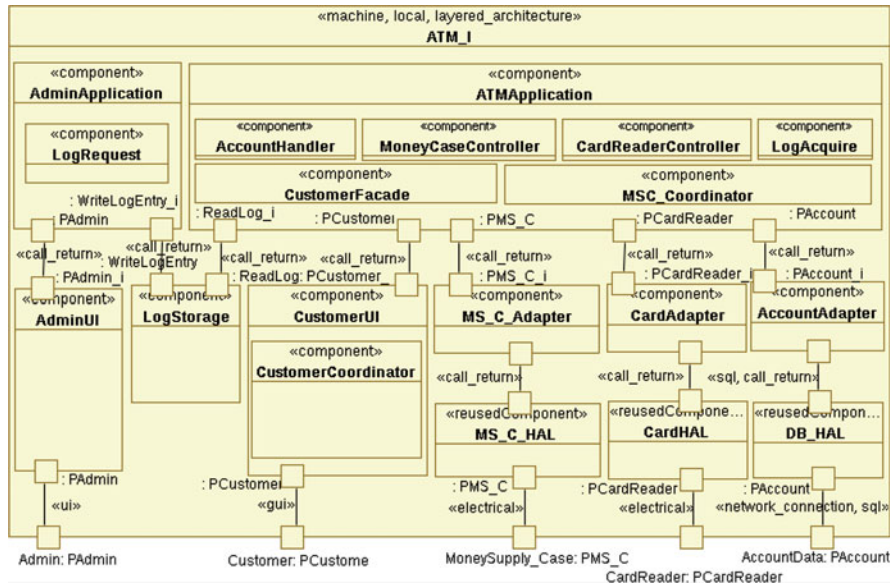 «machine, local, layered_architecture»
ATM_I
«component»
AdminApplication
«component»
LogRequest
«component»
ATMApplication
«component»
AccountHandler
«component»
MoneyCaseController
«component»
CardReaderController
«component»
LogAcquire
CustomerFacade
MSC_Coordinator
: WriteLogEntry_i
: PAdmin
: ReadLog_i
: PCustomer
: PMS_C
: PCardReader
: PAccount
«call_return»
«call_return»
«call_return»
«call_return»
«call_return»
«call_return»
«call_return»
: WriteLogEntry
: PAdmin_i
: ReadLog
: PCustomer_
: PMS_C_i
: PCardReader_i
: PAccount_i
«component»
AdminUI
«component»
LogStorage
«component»
CustomerUI
«component»
CustomerCoordinator
«component»
MS_C_Adapter
«component»
CardAdapter
«component»
AccountAdapter
«call_return»
«call_return»
«sql, call_return»
«reusedComponent»
MS_C_HAL
«reusedCompone...
CardHAL
«reusedCompon...
DB_HAL
: PAdmin
: PCustomer
: PMS_C
: PCardReader
: PAccount
«ui»
«gui»
«electrical»
«electrical»
«network_connection, sql»
Admin: PAdmin
Customer: PCustome
MoneySupply_Case: PMS_C
AccountData: PAccount
CardReader: PCardReader